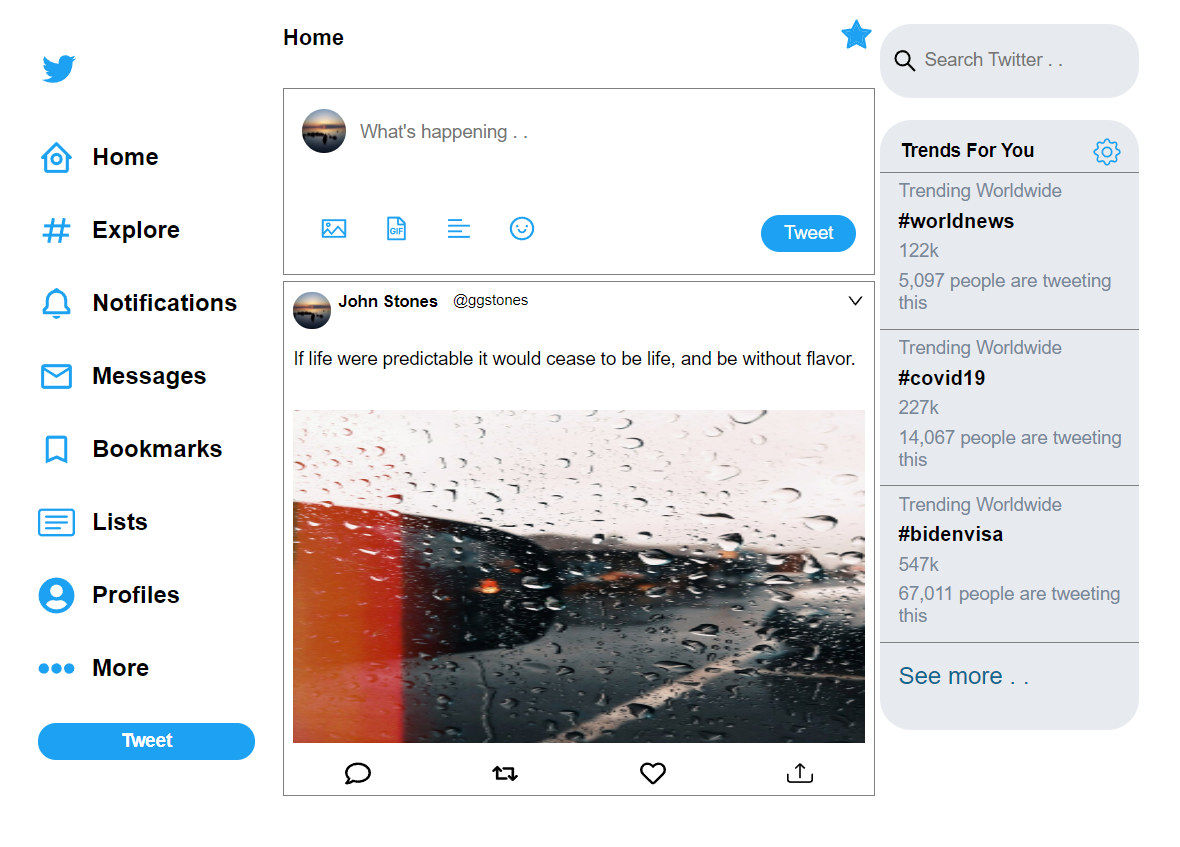 Home
Explore
Notifications
Messages
Bookmarks
Lists
Profiles
More
Tweet
Home
What's happening . .
GIF
Tweet
John Stones @ggstones
If life were predictable it would cease to be life, and be without flavor.
Search Twitter . .
Trends For You
Trending Worldwide
#worldnews
122k
5,097 people are tweeting
this
Trending Worldwide
#covid19
227k
14,067 people are tweeting
this
Trending Worldwide
#bidenvisa
547k
67,011 people are tweeting
this
See more . .